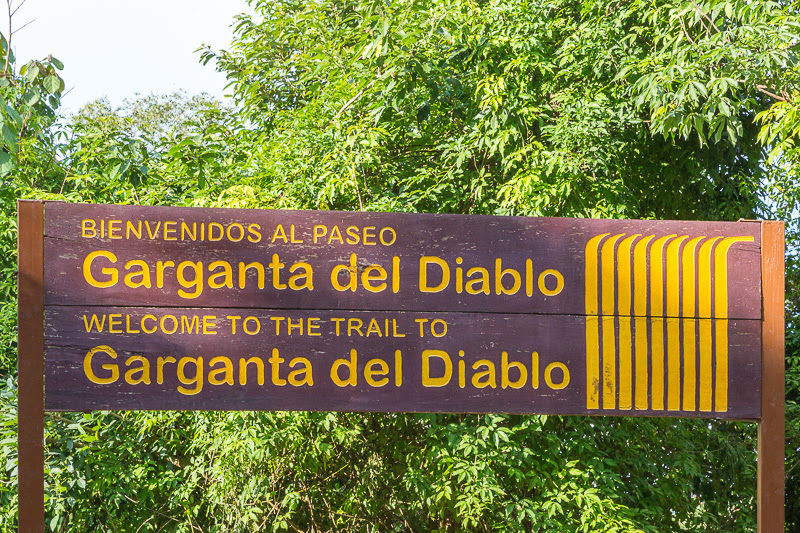 BIENVENIDOS AL PASEO
Garganta del Diablo
WELCOME TO THE TRAIL TO
Garganta del Diablo